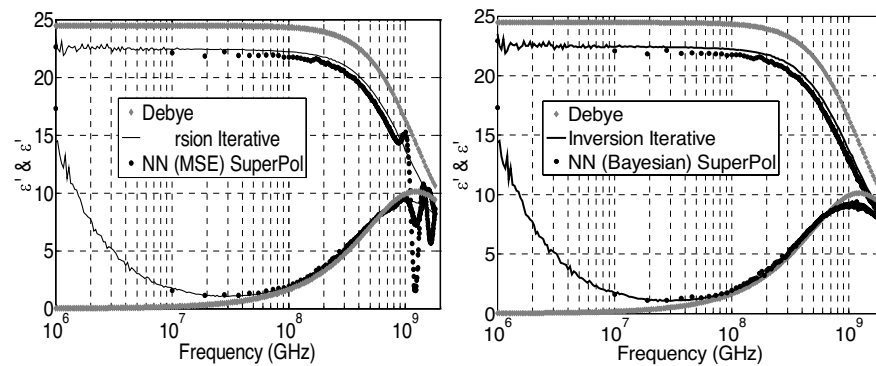 25
20
15
10
5
0
ε' & ε'
Debye
rsion Iterative
NN (MSE) SuperPol
10^6
10^7
10^8
10^9
Frequency (GHz)
25
20
15
10
5
0
ε' & ε'
Debye
Inversion Iterative
NN (Bayesian) SuperPol
10^6
10^7
10^8
10^9
Frequency (GHz)